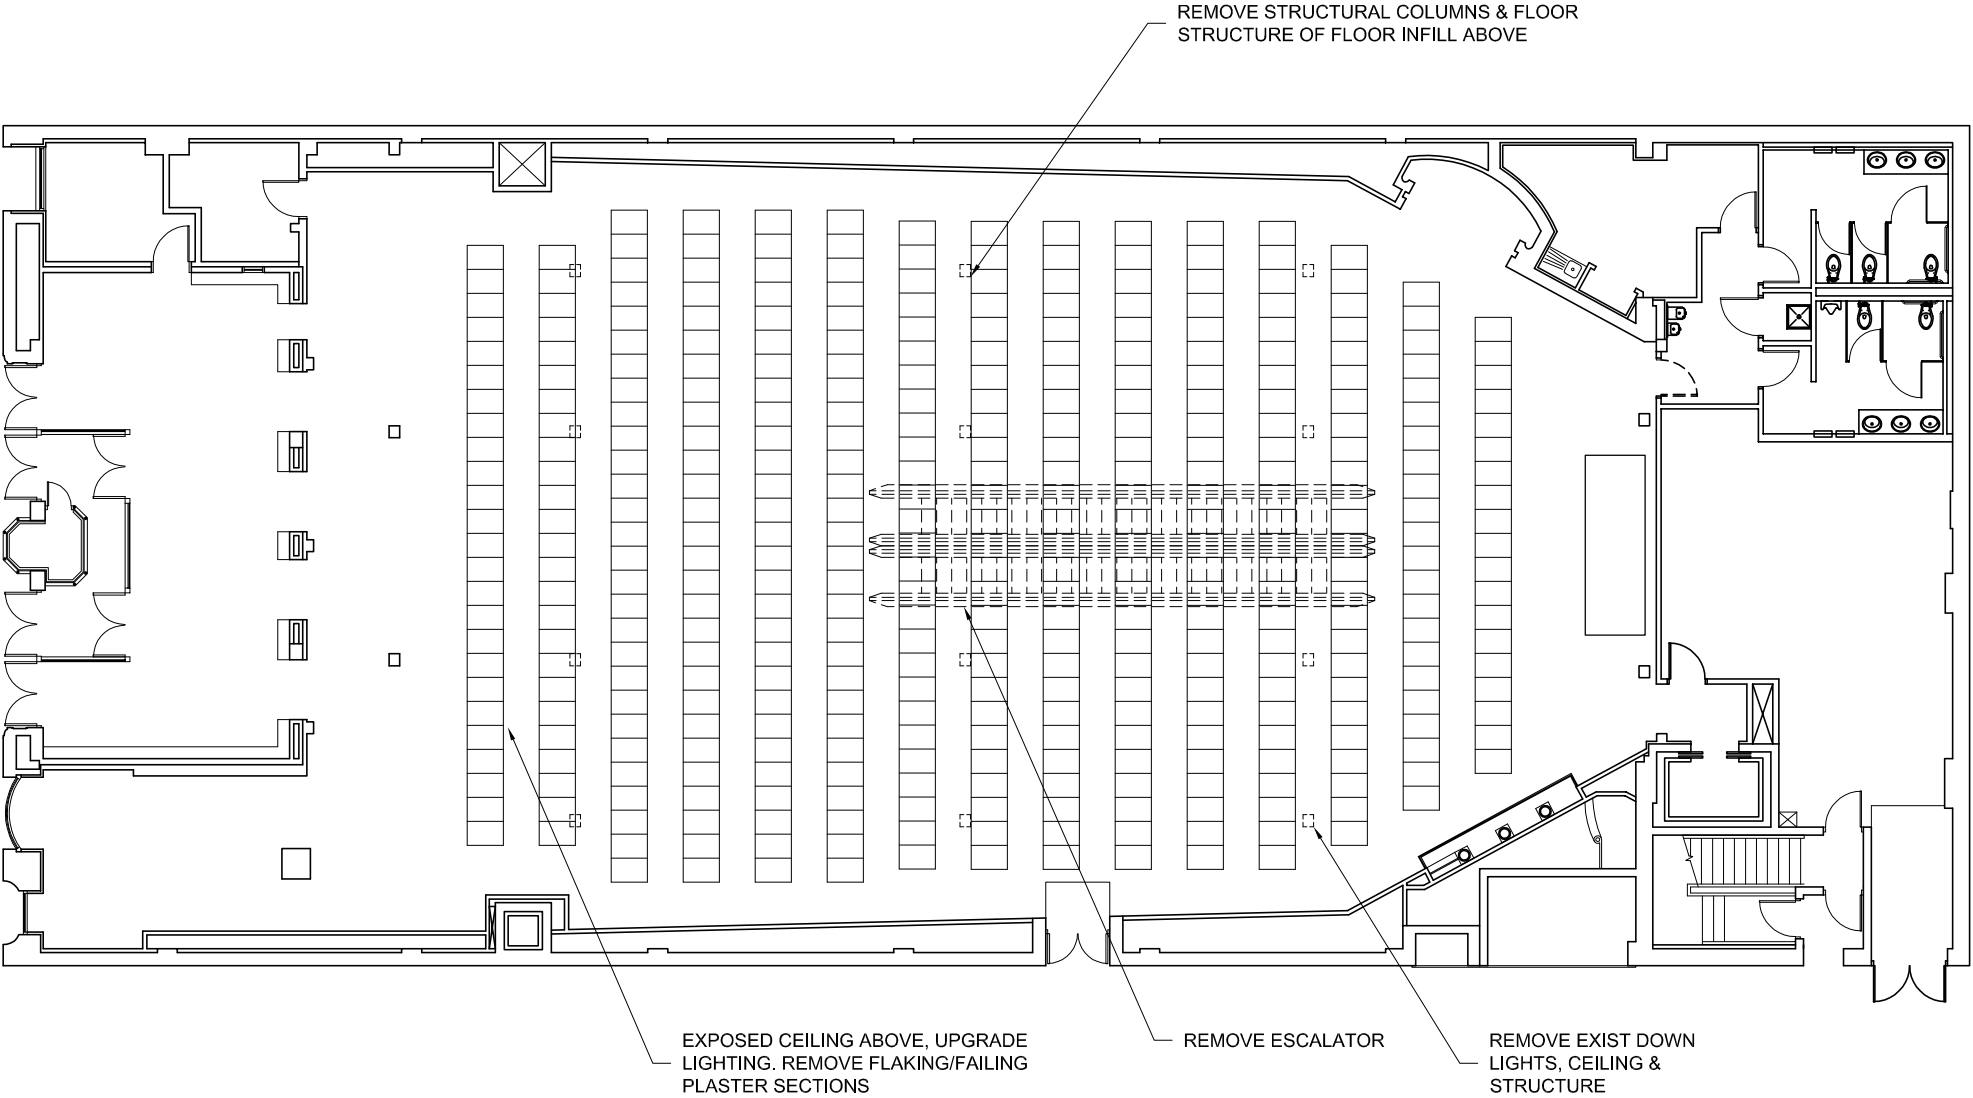 REMOVE STRUCTURAL COLUMNS & FLOOR
STRUCTURE OF FLOOR INFILL ABOVE
EXPOSED CEILING ABOVE, UPGRADE
LIGHTING. REMOVE FLAKING/FAILING
PLASTER SECTIONS
REMOVE ESCALATOR
REMOVE EXIST DOWN
LIGHTS, CEILING &
STRUCTURE